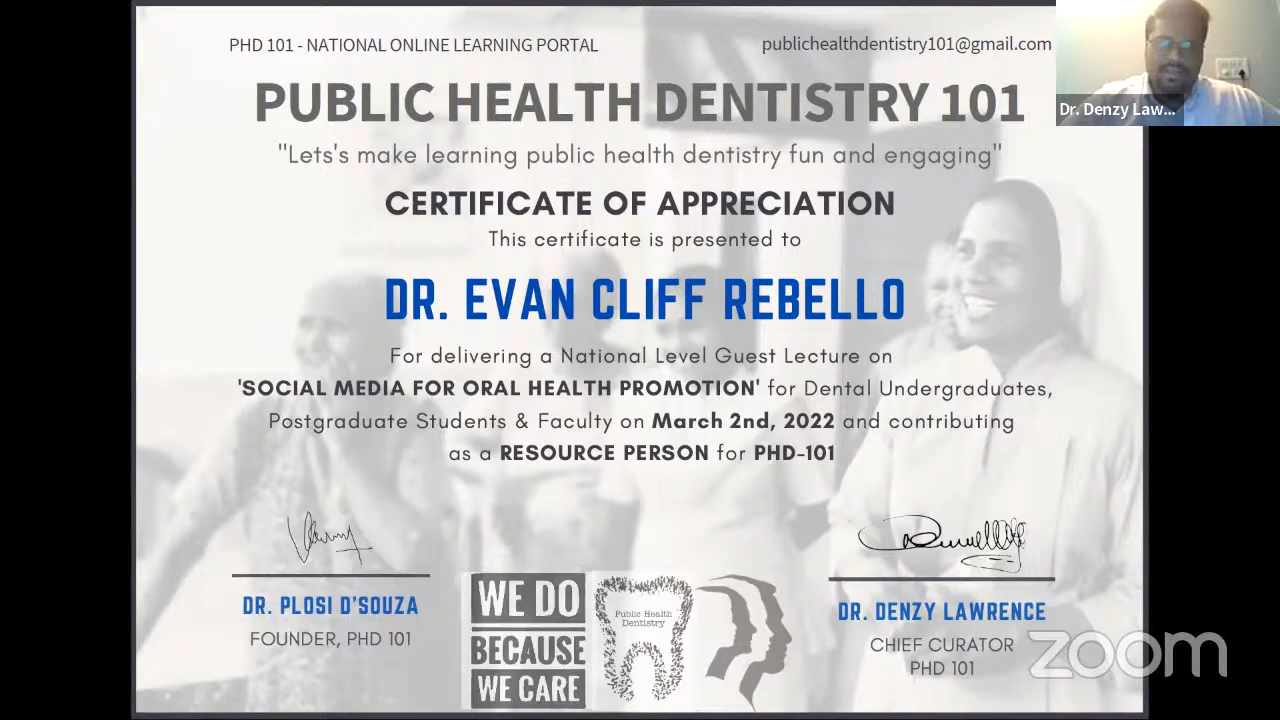 PHD 101 - NATIONAL ONLINE LEARNING PORTAL
publichealthdentistry101@gmail.com
Dr. Denzy Law...
PUBLIC HEALTH DENTISTRY 101
"Lets's make learning public health dentistry fun and engaging"
CERTIFICATE OF APPRECIATION
This certificate is presented to
DR. EVAN CLIFF REBELLO
For delivering a National Level Guest Lecture on
'SOCIAL MEDIA FOR ORAL HEALTH PROMOTION' for Dental Undergraduates,
Postgraduate Students & Faculty on March 2nd, 2022 and contributing
as a RESOURCE PERSON for PHD-101
DR. PLOSI D'SOUZA
FOUNDER, PHD 101
WE DO
BECAUSE
WE CARE
Public Health
Dentistry
DR. DENZY LAWRENCE
CHIEF CURATOR
PHD 101
zoom